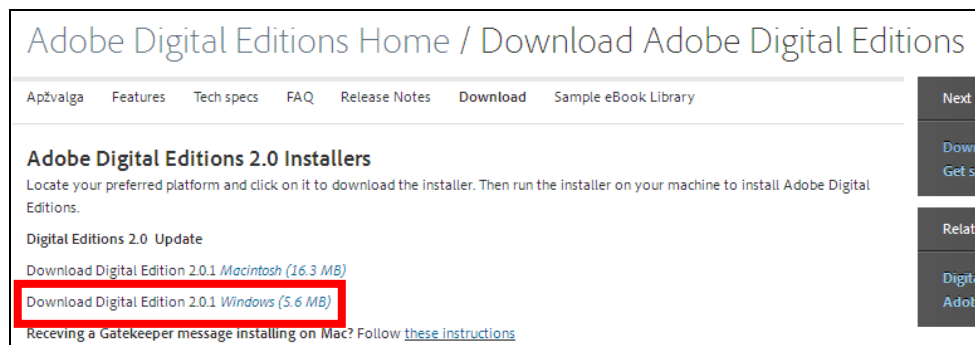 Adobe Digital Editions Home / Download Adobe Digital Editions
Apžvalga Features Tech specs FAQ Release Notes Download Sample eBook Library
Next
Adobe Digital Editions 2.0 Installers
Locate your preferred platform and click on it to download the installer. Then run the installer on your machine to install Adobe Digital
Editions.
Get s
Digital Editions 2.0 Update
Download Digital Edition 2.0.1 Macintosh (16.3 MB)
Download Digital Edition 2.0.1 Windows (5.6 MB)
Receving a Gatekeeper message installing on Mac? Follow these instructions